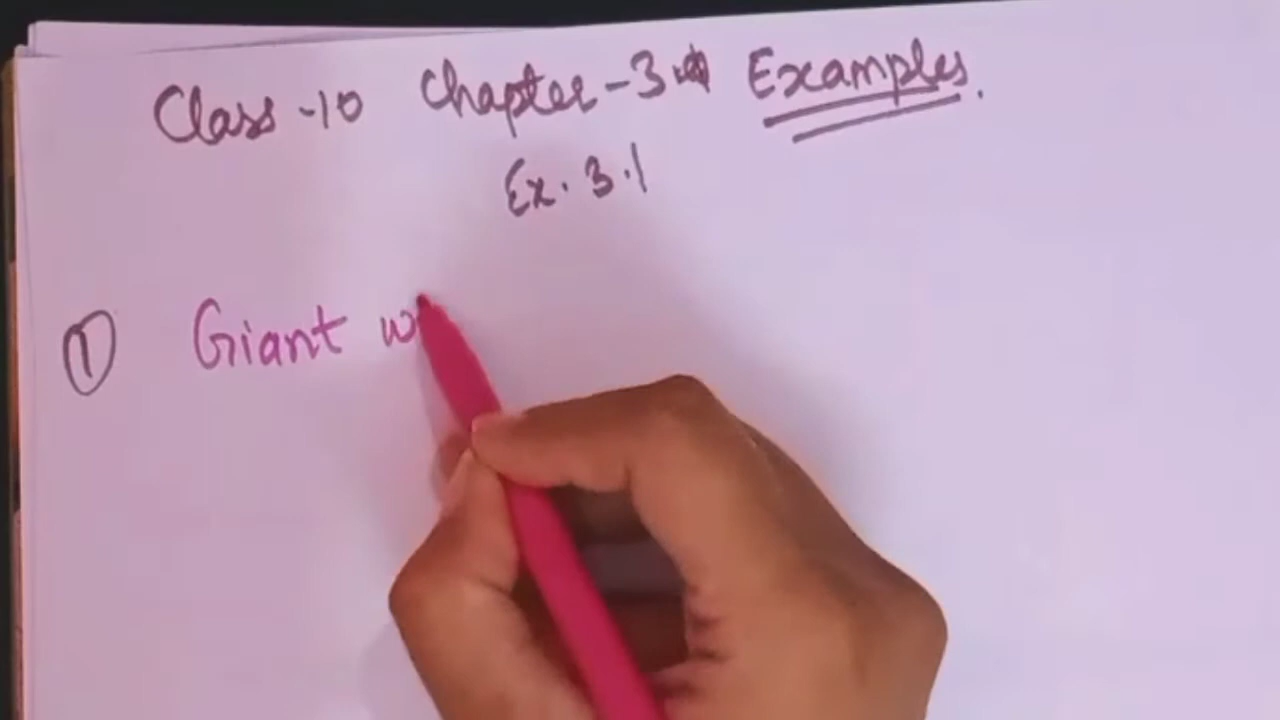 Class-10 Chapter-3 Examples.
Ex. 3.1
① Giant w